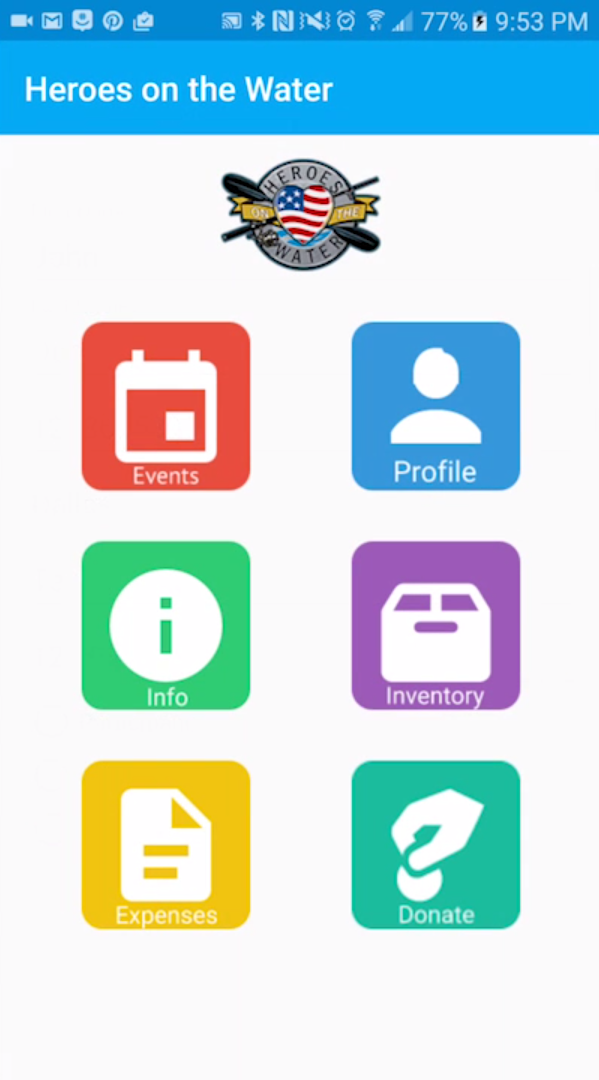 77% 9:53 PM
Heroes on the Water
HEROES
ON THE
WATER
Events
Profile
Info
Inventory
Expenses
Donate